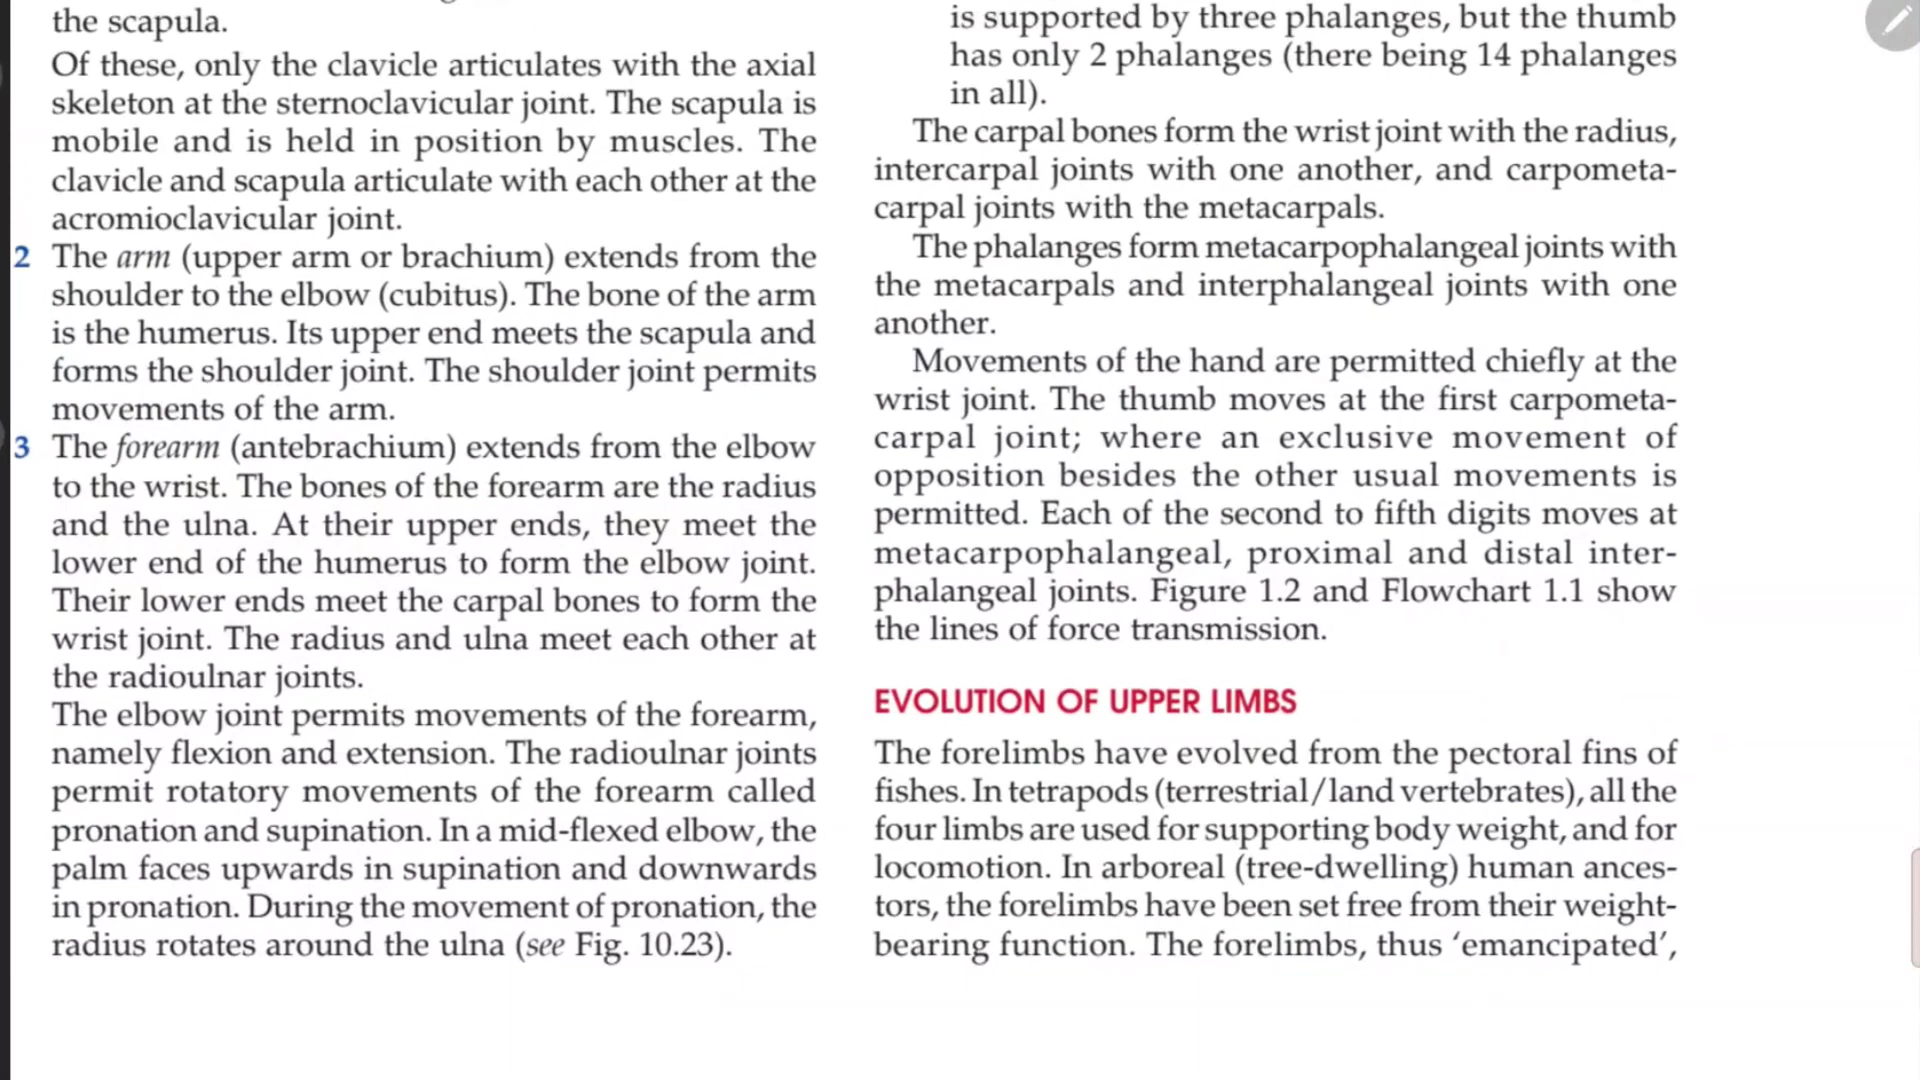 the scapula.
Of these, only the clavicle articulates with the axial
skeleton at the sternoclavicular joint. The scapula is
mobile and is held in position by muscles. The
clavicle and scapula articulate with each other at the
acromioclavicular joint.
2 The arm (upper arm or brachium) extends from the
shoulder to the elbow (cubitus). The bone of the arm
is the humerus. Its upper end meets the scapula and
forms the shoulder joint. The shoulder joint permits
movements of the arm.
3 The forearm (antebrachium) extends from the elbow
to the wrist. The bones of the forearm are the radius
and the ulna. At their upper ends, they meet the
lower end of the humerus to form the elbow joint.
Their lower ends meet the carpal bones to form the
wrist joint. The radius and ulna meet each other at
the radioulnar joints.
The elbow joint permits movements of the forearm,
namely flexion and extension. The radioulnar joints
permit rotatory movements of the forearm called
pronation and supination. In a mid-flexed elbow, the
palm faces upwards in supination and downwards
in pronation. During the movement of pronation, the
radius rotates around the ulna (see Fig. 10.23).
is supported by three phalanges, but the thumb
has only 2 phalanges (there being 14 phalanges
in all).
The carpal bones form the wrist joint with the radius,
intercarpal joints with one another, and carpometa-
carpal joints with the metacarpals.
The phalanges form metacarpophalangeal joints with
the metacarpals and interphalangeal joints with one
another.
Movements of the hand are permitted chiefly at the
wrist joint. The thumb moves at the first carpometa-
carpal joint; where an exclusive movement of
opposition besides the other usual movements is
permitted. Each of the second to fifth digits moves at
metacarpophalangeal, proximal and distal inter-
phalangeal joints. Figure 1.2 and Flowchart 1.1 show
the lines of force transmission.
EVOLUTION OF UPPER LIMBS
The forelimbs have evolved from the pectoral fins of
fishes. In tetrapods (terrestrial/land vertebrates), all the
four limbs are used for supporting body weight, and for
locomotion. In arboreal (tree-dwelling) human ances-
tors, the forelimbs have been set free from their weight-
bearing function. The forelimbs, thus ‘emancipated’,